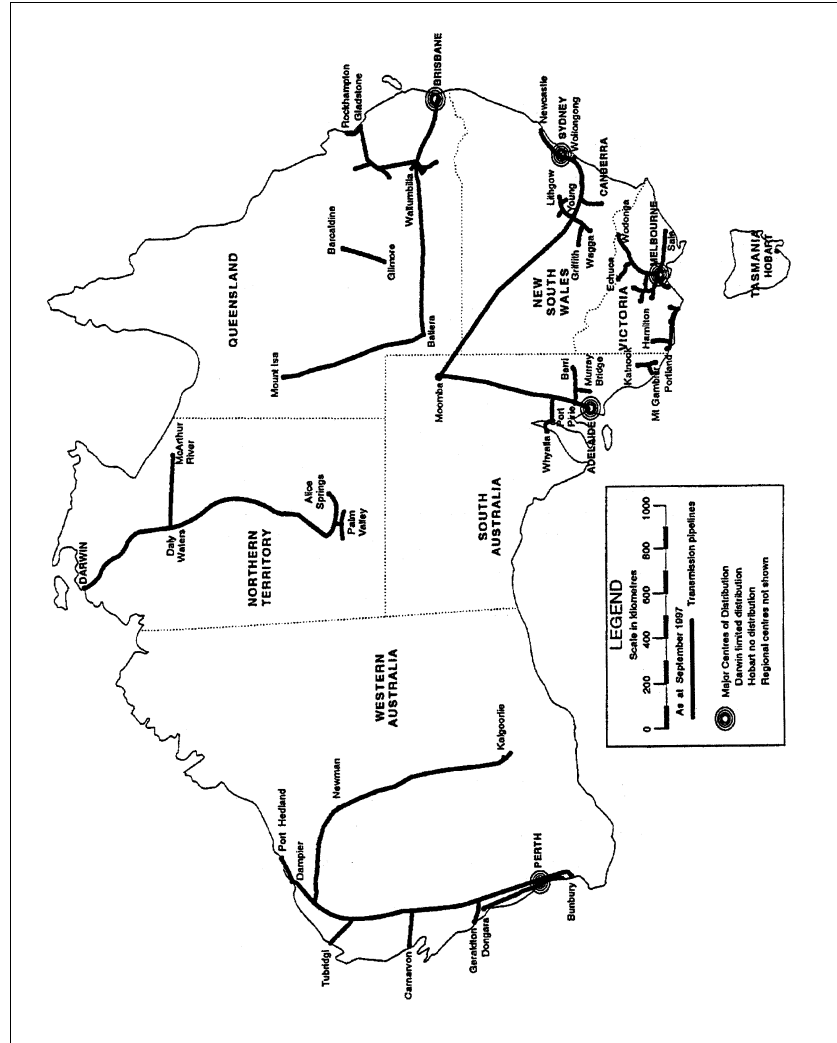 DARWIN
Daly
Waters
McArthur
River
NORTHERN
TERRITORY
Alice
Springs
Palm
Valley
QUEENSLAND
Mount Isa
Barcaldina
Gilmore
Rockhampton
Gladstone
Wallumbilla
BRISBANE
Ballera
WESTERN
AUSTRALIA
Port Hedland
Dampier
Newman
Tubridgi
Carnarvon
Geraldton
Dongara
PERTH
Bunbury
Kalgoorlie
SOUTH
AUSTRALIA
Moomba
Whyalla
Port
Pirie
Berri
Murray
Bridge
ADELAIDE
NEW
SOUTH
WALES
Newcastle
SYDNEY
Wollongong
Lithgow
Young
CANBERRA
Griffith
Wagga
VICTORIA
Wodonga
Echuca
MELBOURNE
Sale
Hamilton
Katnook
Mt Gambier
Portland
TASMANIA
HOBART
LEGEND
Scale in kilometres
0 200 400 600 800 1000
As at September 1997
Transmission pipelines
Major Centres of Distribution
Darwin limited distribution
Hobart no distribution
Regional centres not shown